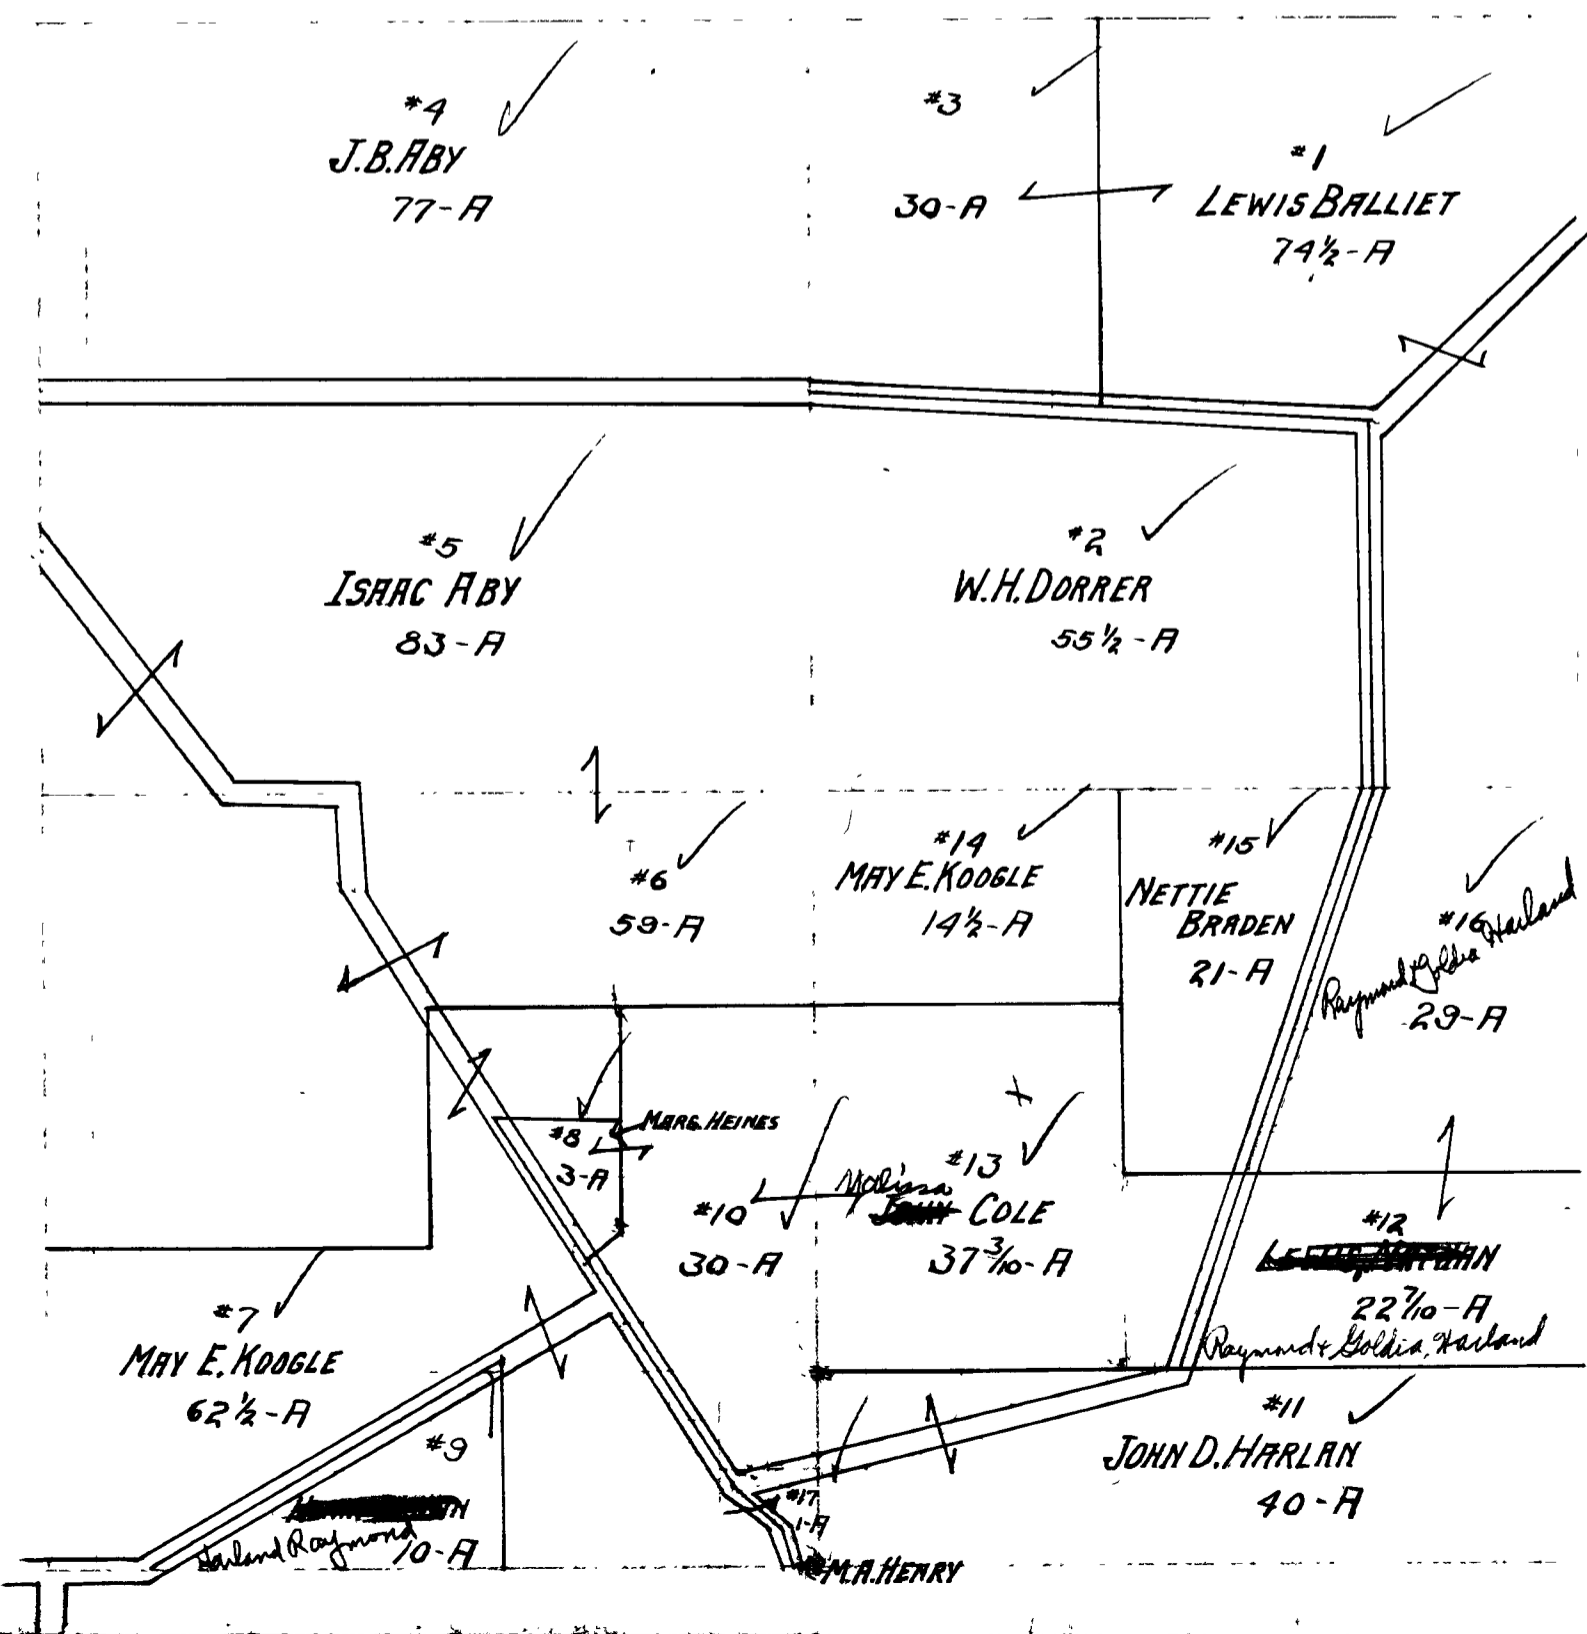 #4
J.B. ABY
77-A
#3
30-A
#1
LEWIS BALLIET
74½-A
#5
ISAAC ABY
83-A
#2
W.H. DORRER
55½-A
#6
59-A
#14
MAY E. KOOGLE
14½-A
#15
NETTIE
BRADEN
21-A
#16
Raymond & Goldia Harland
29-A
#8
3-A
MARG. HEINES
#10
30-A
#13
COLE
37 3/10-A
#12
22 7/10-A
Raymond & Goldia Harland
#7
MAY E. KOOGLE
62½-A
#9
Harland Raymond
10-A
#11
JOHN D. HARLAN
40-A
#17
1-A
M.A. HENRY